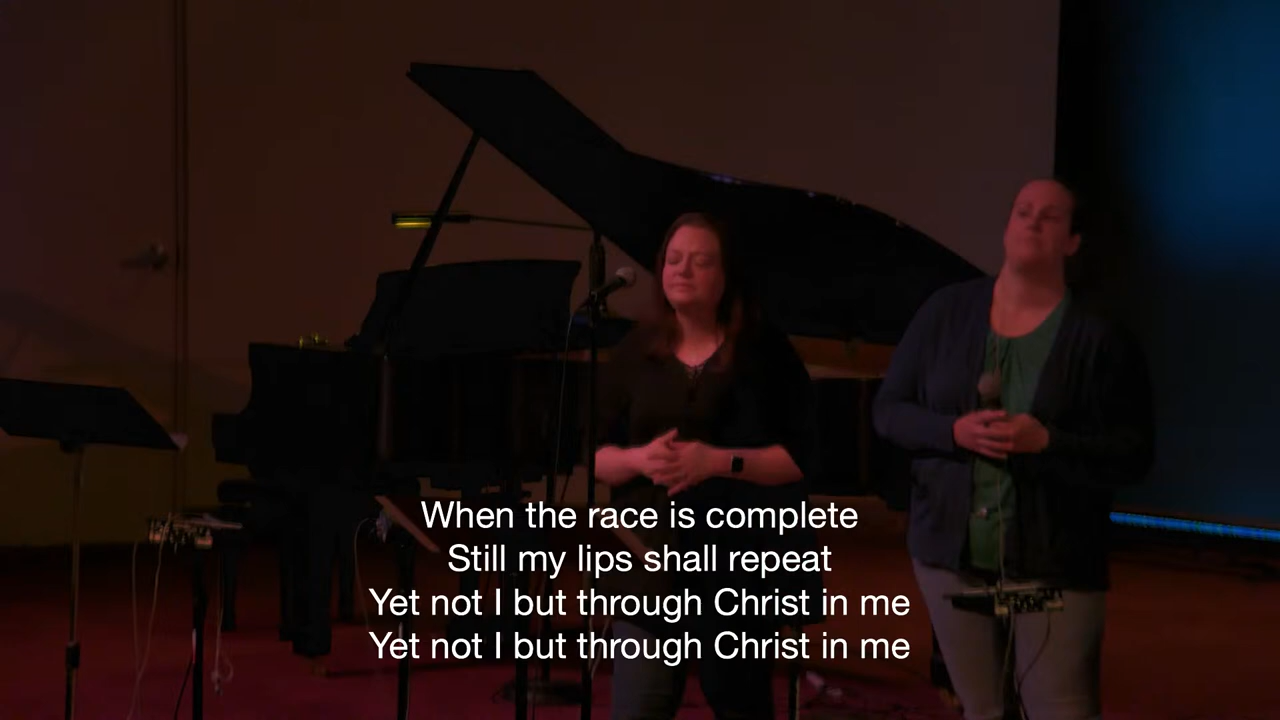 When the race is complete
Still my lips shall repeat
Yet not I but through Christ in me
Yet not I but through Christ in me